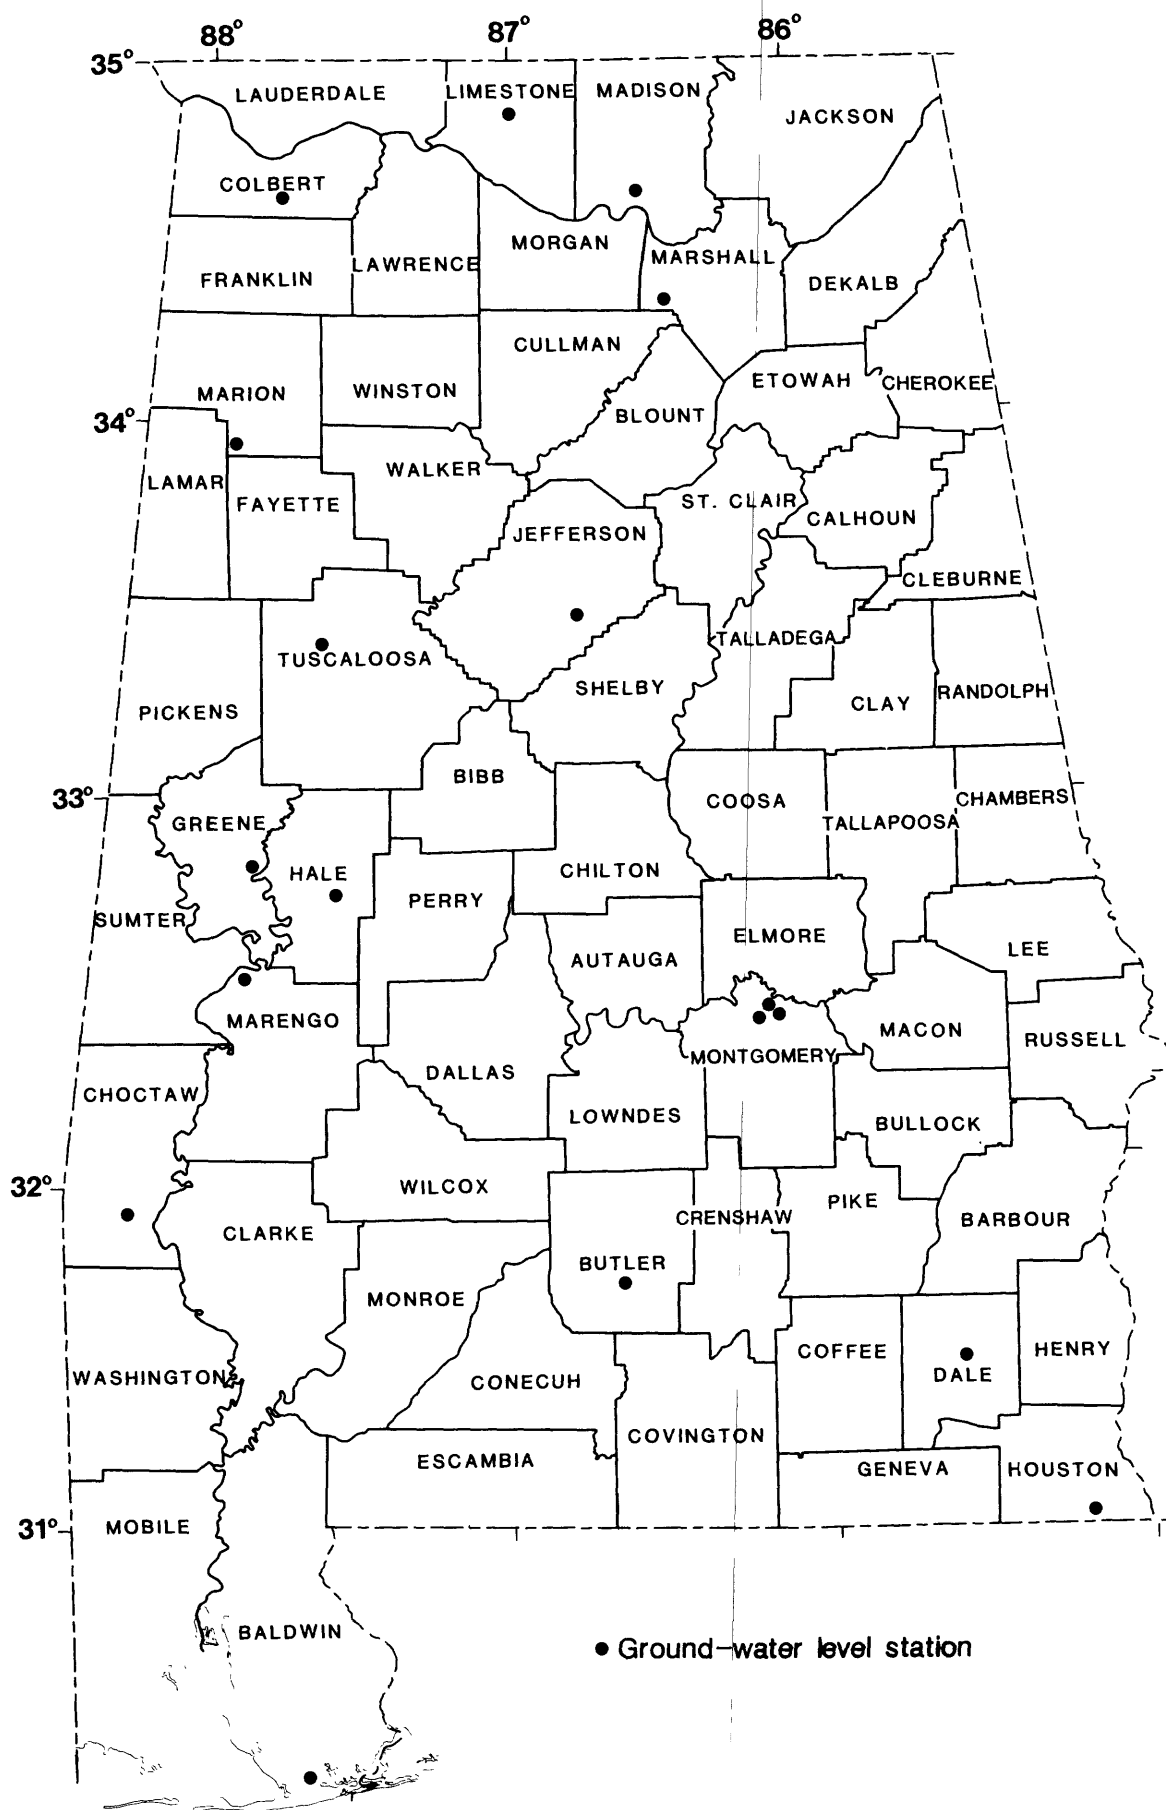 88° 87° 86°
35°
LAUDERDALE LIMESTONE MADISON
JACKSON
COLBERT
MORGAN
MARSHALL
LAWRENCE
FRANKLIN
DEKALB
CULLMAN
ETOWAH CHEROKEE
MARION WINSTON
BLOUNT
34°
WALKER
LAMAR
FAYETTE
ST. CLAIR
CALHOUN
JEFFERSON
CLEBURNE
TALLADEGA
TUSCALOOSA
SHELBY
RANDOLPH
CLAY
PICKENS
BIBB
33°
COOSA
CHAMBERS
GREENE
TALLAPOOSA
HALE
CHILTON
PERRY
SUMTER
ELMORE
LEE
AUTAUGA
MARENGO
MACON
RUSSELL
MONTGOMERY
DALLAS
CHOCTAW
LOWNDES
BULLOCK
32°
WILCOX
PIKE
CRENSHAW
BARBOUR
CLARKE
BUTLER
MONROE
COFFEE
HENRY
WASHINGTON
CONECUH
DALE
COVINGTON
ESCAMBIA
GENEVA HOUSTON
31°
MOBILE
BALDWIN
Ground-water level station